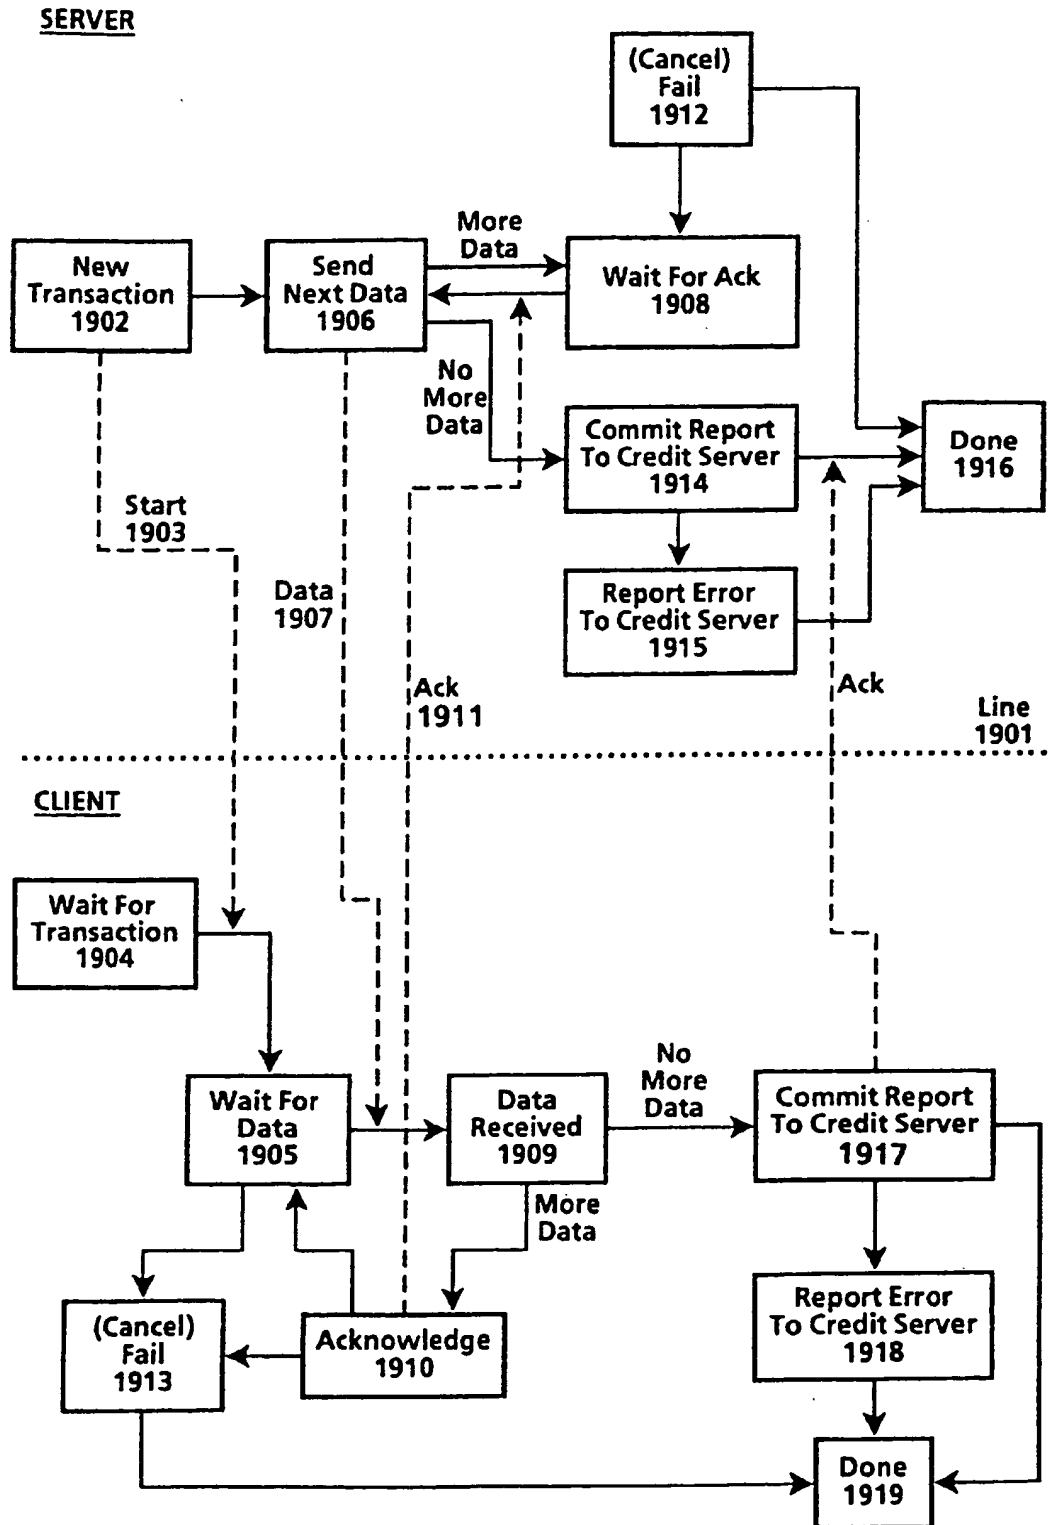 SERVER
(Cancel)
Fail
1912
More
Data
New
Transaction
1902
Send
Next Data
1906
Wait For Ack
1908
No
More
Data
Commit Report
To Credit Server
1914
Done
1916
Start
1903
Data
1907
Report Error
To Credit Server
1915
Ack
1911
Ack
Line
1901
CLIENT
Wait For
Transaction
1904
Wait For
Data
1905
Data
Received
1909
No
More
Data
Commit Report
To Credit Server
1917
More
Data
(Cancel)
Fail
1913
Acknowledge
1910
Report Error
To Credit Server
1918
Done
1919